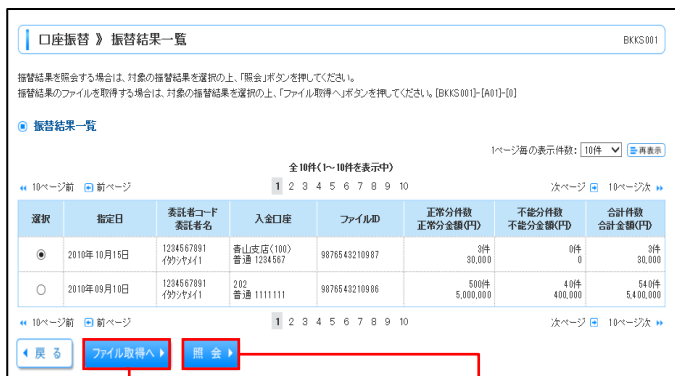 口座振替 》 振替結果一覧 BKKS001
振替結果を照会する場合は、対象の振替結果を選択の上、「照会」ボタンを押してください。
振替結果のファイルを取得する場合は、対象の振替結果を選択の上、「ファイル取得へ」ボタンを押してください。[BKKS001]-[A01]-[0]
振替結果一覧
1ページ毎の表示件数: 10件 再表示
全10件(1～10件を表示中)
10ページ前 前ページ 1 2 3 4 5 6 7 8 9 10 次ページ 10ページ次
選択 指定日 委託者コード 入金口座 ファイルID 正常分件数 不能分件数 合計件数
委託者名 正常分金額(円) 不能分金額(円) 合計金額(円)
2010年10月15日 1234567891 青山支店(100) 9876543210987 3件 0件 3件
イタクシヤメイ1 普通 1234567 30,000 0 30,000
2010年09月10日 1234567891 202 9876543210986 500件 40件 540件
イタクシヤメイ1 普通 1111111 5,000,000 400,000 5,400,000
10ページ前 前ページ 1 2 3 4 5 6 7 8 9 10 次ページ 10ページ次
戻る ファイル取得へ 照会